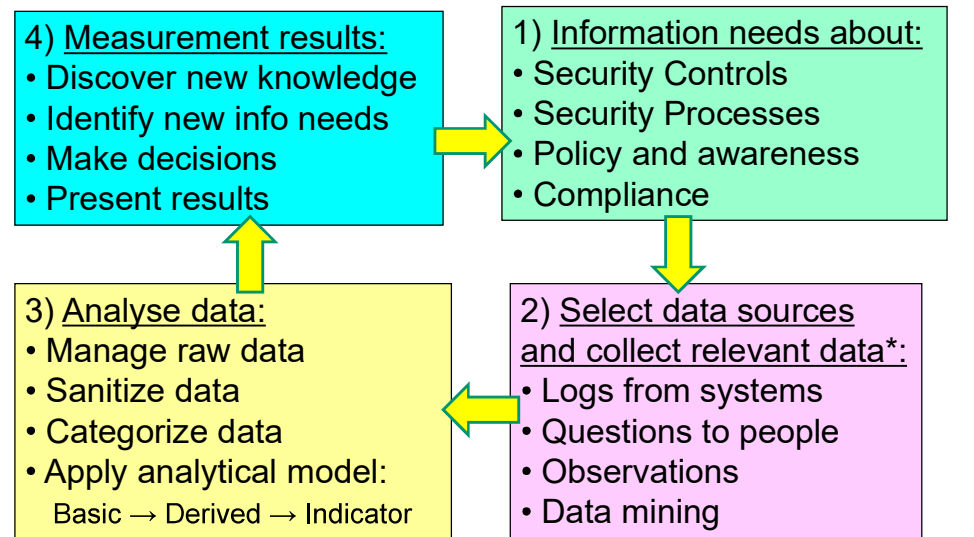 4) Measurement results:
• Discover new knowledge
• Identify new info needs
• Make decisions
• Present results
1) Information needs about:
• Security Controls
• Security Processes
• Policy and awareness
• Compliance
3) Analyse data:
• Manage raw data
• Sanitize data
• Categorize data
• Apply analytical model:
Basic → Derived → Indicator
2) Select data sources
and collect relevant data*:
• Logs from systems
• Questions to people
• Observations
• Data mining